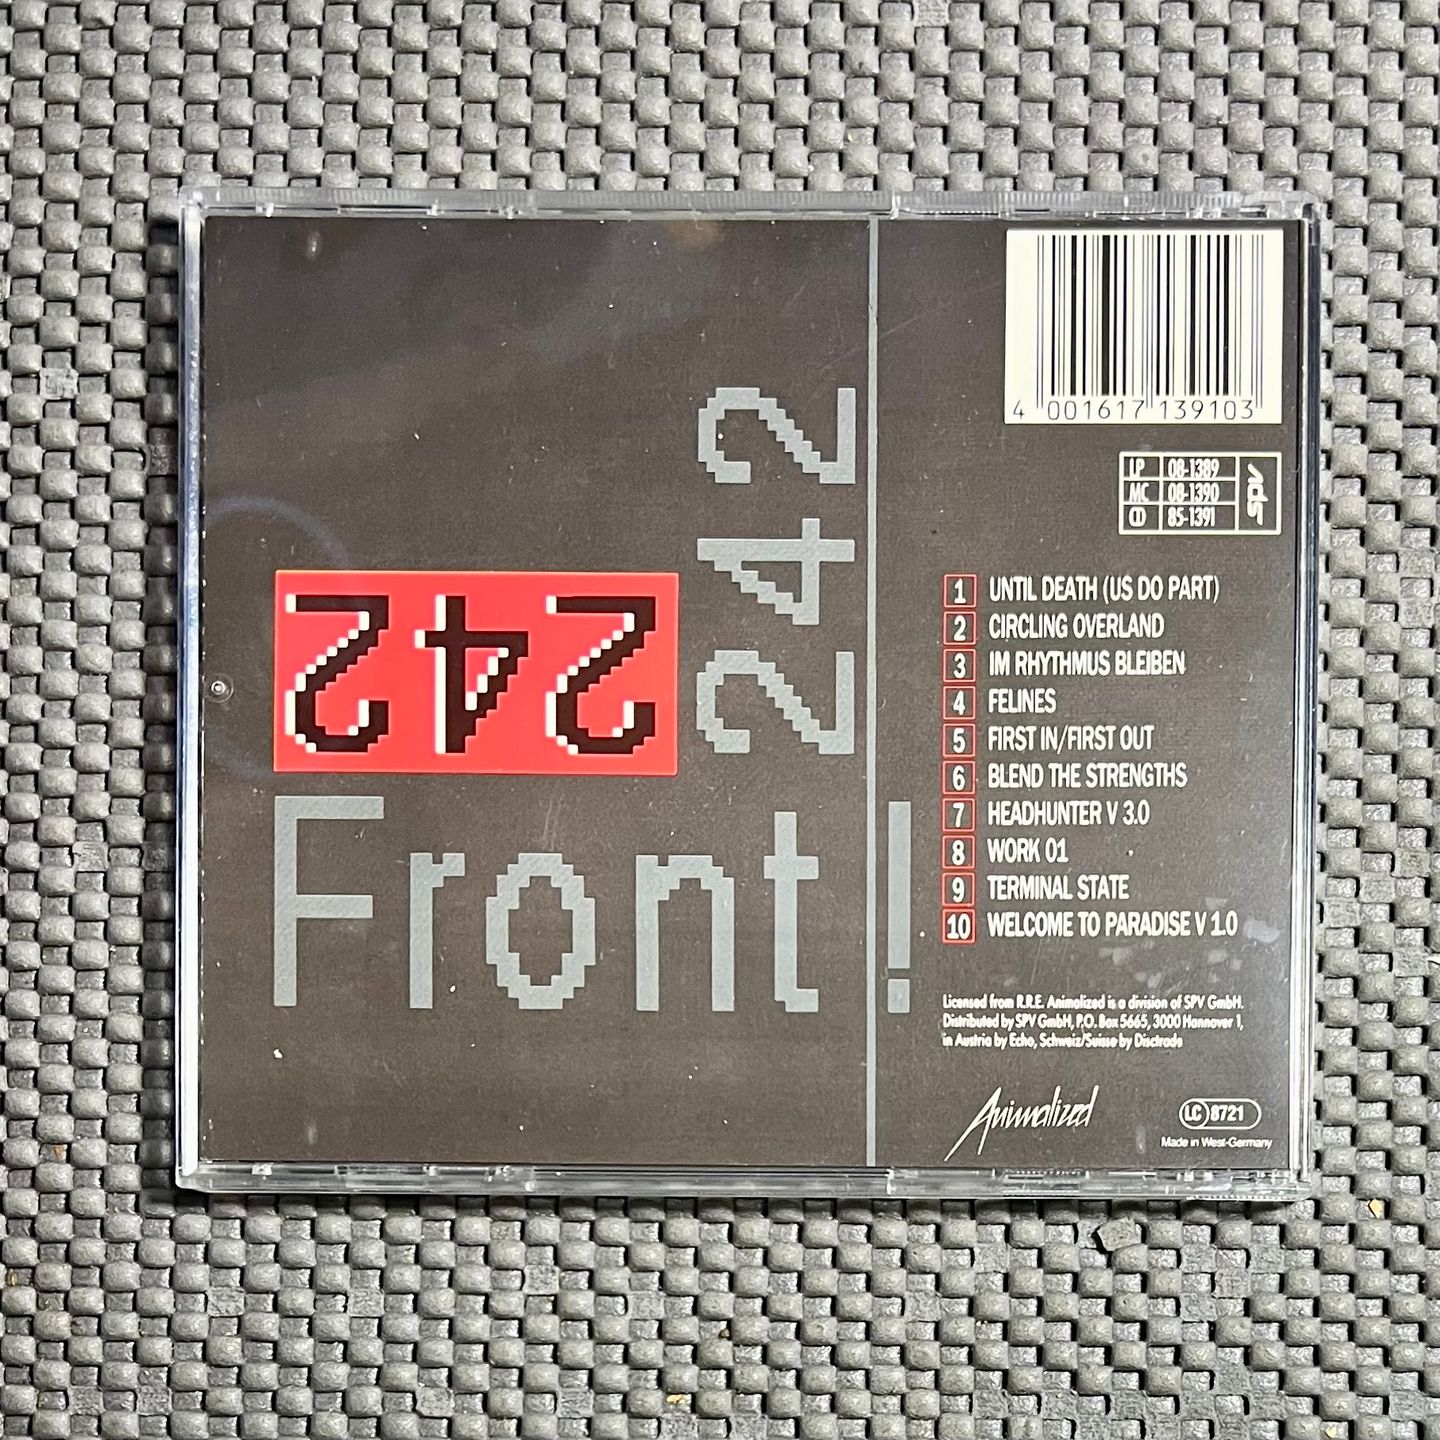 4 001617 139103
LP 08-1389
MC 08-1390
CD 85-1391
SPV
242
242
Front!
1 UNTIL DEATH (US DO PART)
2 CIRCLING OVERLAND
3 IM RHYTHMUS BLEIBEN
4 FELINES
5 FIRST IN/FIRST OUT
6 BLEND THE STRENGTHS
7 HEADHUNTER V 3.0
8 WORK 01
9 TERMINAL STATE
10 WELCOME TO PARADISE V 1.0
Licensed from R.R.E. Animalized is a division of SPV GmbH.
Distributed by SPV GmbH, P.O. Box 5665, 3000 Hannover 1,
in Austria by Echo, Schweiz/Suisse by Disctrade
Animalized
LC 8721
Made in West-Germany